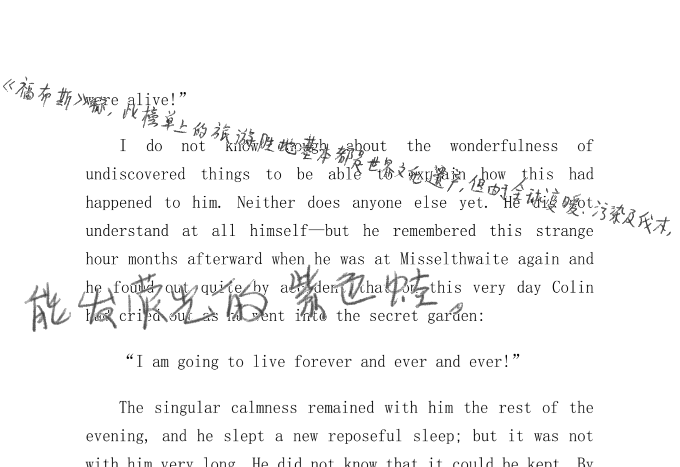 were alive!”
《福布斯》称，此榜单上的旅游胜地基本都是世界文化遗产，但由于全球变暖、污染及伐木，
I do not know enough about the wonderfulness of
undiscovered things to be able to explain how this had
happened to him. Neither does anyone else yet. He did not
understand at all himself—but he remembered this strange
hour months afterward when he was at Misselthwaite again and
he found out quite by accident that on this very day Colin
能发荧光的紫色蛙。
had cried out as he went into the secret garden:
“I am going to live forever and ever and ever!”
The singular calmness remained with him the rest of the
evening, and he slept a new reposeful sleep; but it was not
with him very long. He did not know that it could be kept. By